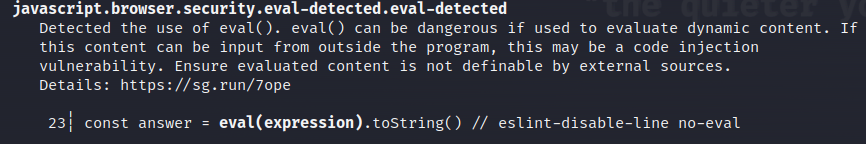 "the quieter yo
javascript.browser.security.eval-detected.eval-detected
Detected the use of eval(). eval() can be dangerous if used to evaluate dynamic content. If
this content can be input from outside the program, this may be a code injection
vulnerability. Ensure evaluated content is not definable by external sources.
Details: https://sg.run/7ope
23┆ const answer = eval(expression).toString() // eslint-disable-line no-eval